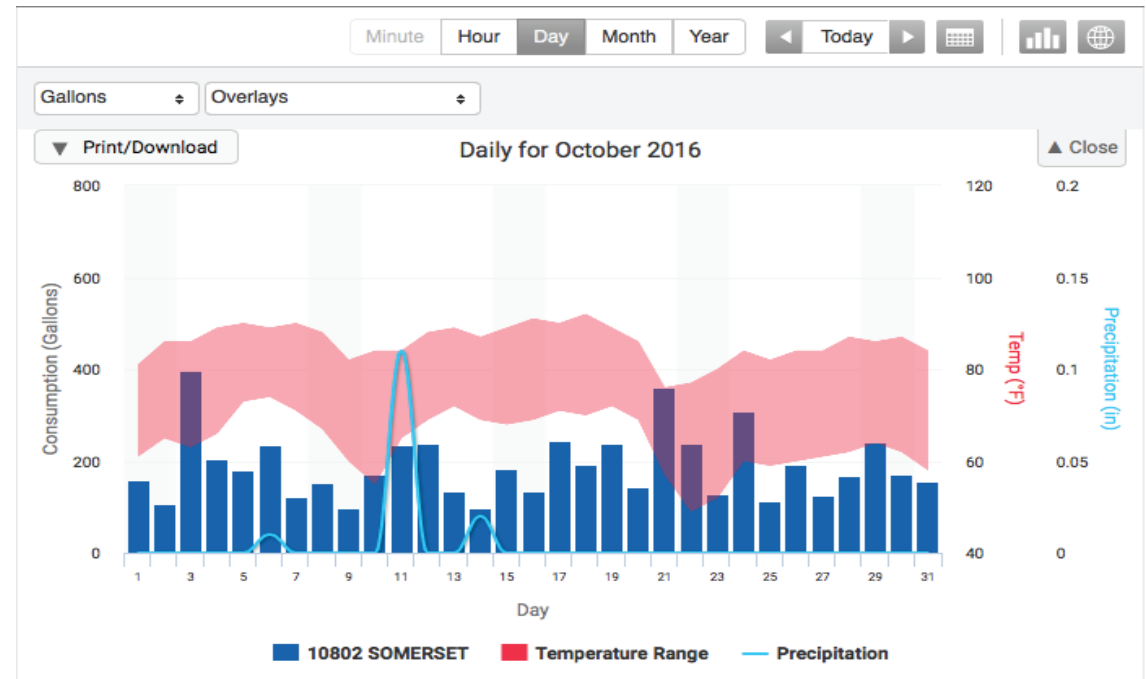 Minute Hour Day Month Year Today
Gallons Overlays
Print/Download Daily for October 2016 Close
800 120 0.2
600 100 0.15
400 80 0.1
200 60 0.05
0 40 0
Consumption (Gallons)
Temp (°F)
Precipitation (in)
1 3 5 7 9 11 13 15 17 19 21 23 25 27 29 31
Day
10802 SOMERSET Temperature Range Precipitation